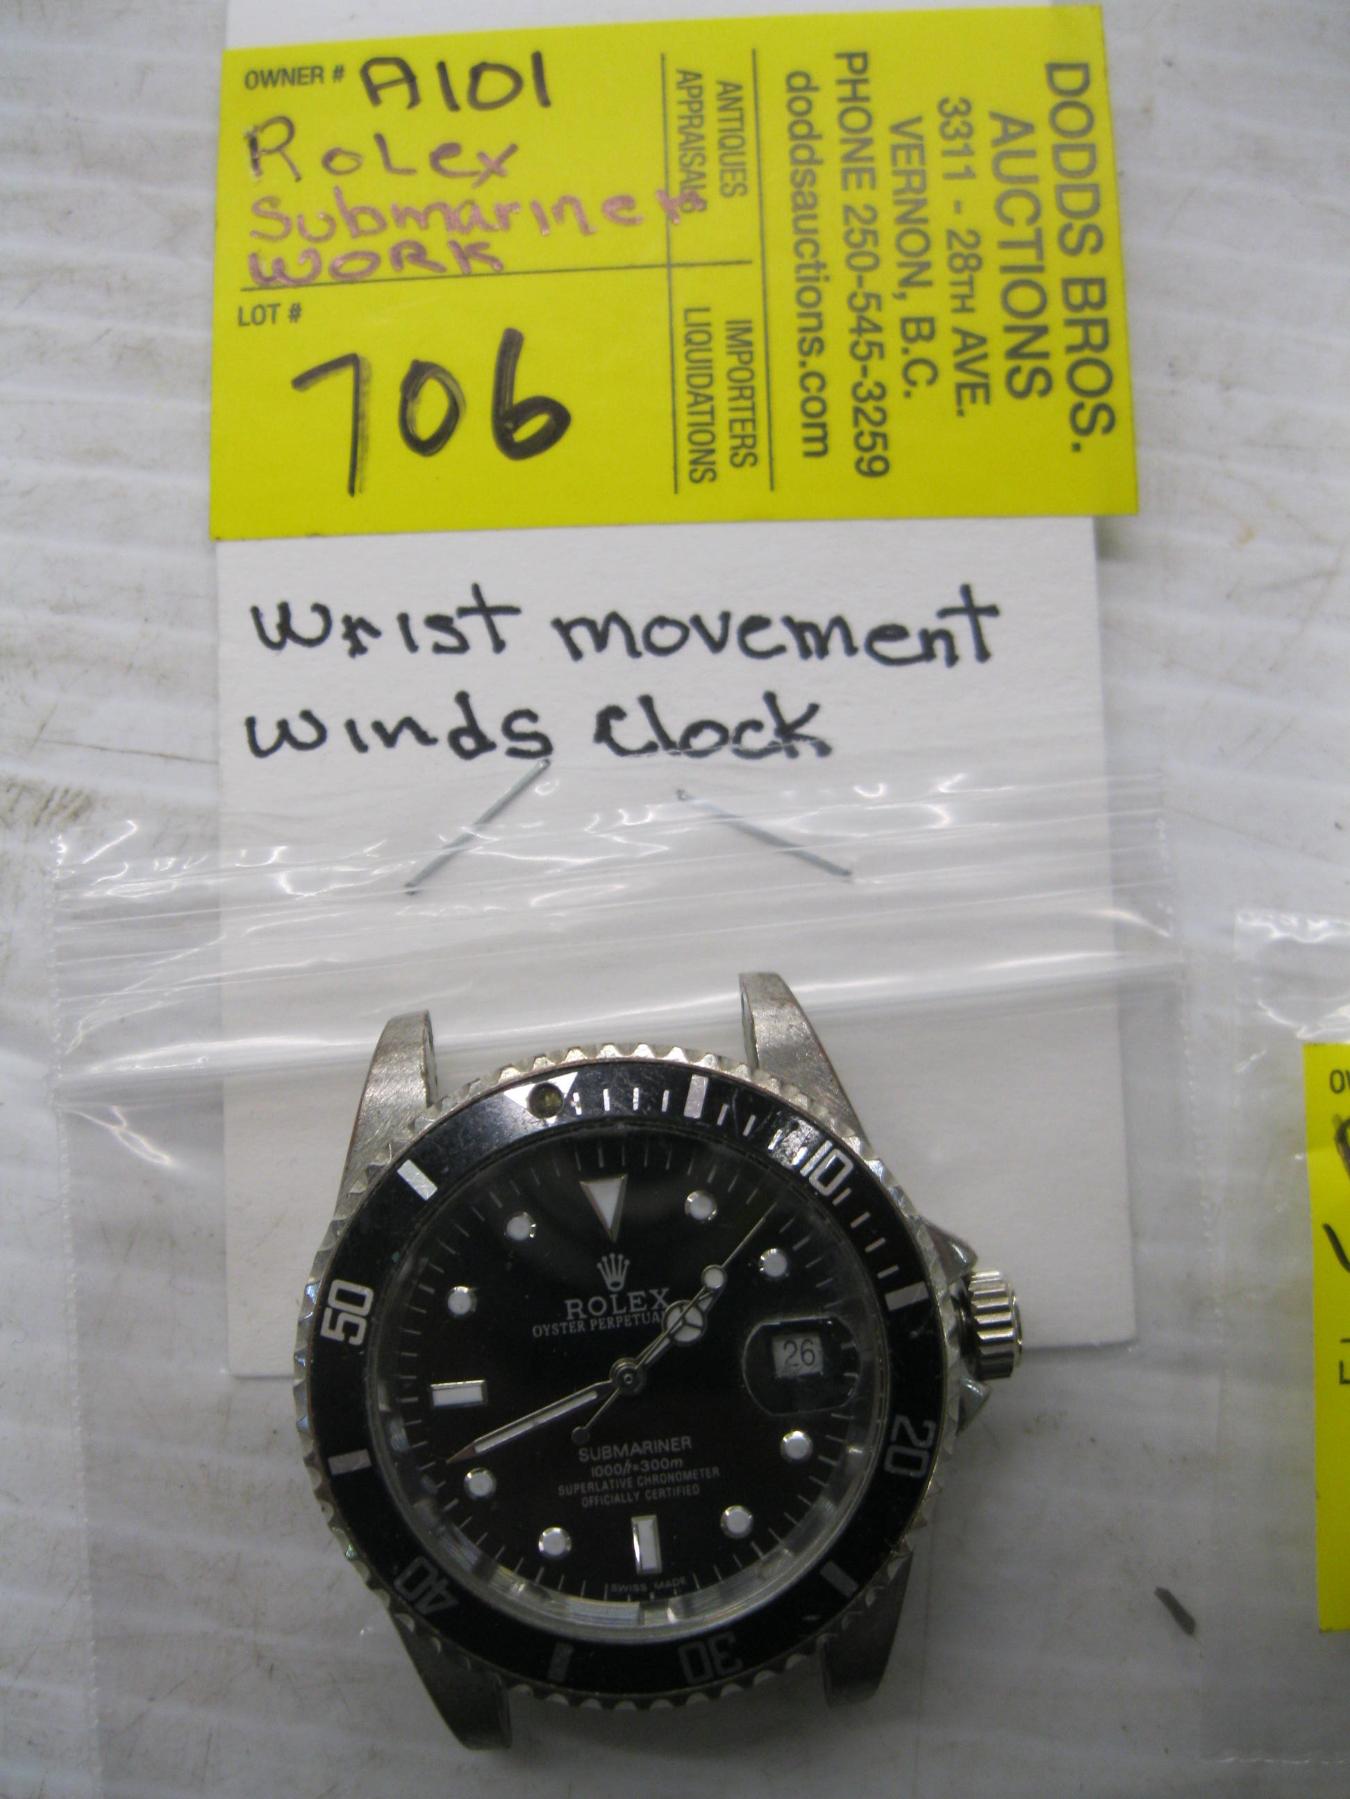 OWNER # A101
Rolex
Submariner
WORK
LOT #
706
ANTIQUES
APPRAISALS
IMPORTERS
LIQUIDATIONS
DODDS BROS.
AUCTIONS
3311 - 28TH AVE.
VERNON, B.C.
PHONE 250-545-3259
doddsauctions.com
Wrist movement
winds clock
10
20
30
40
50
ROLEX
OYSTER PERPETUAL
26
SUBMARINER
1000ft=300m
SUPERLATIVE CHRONOMETER
OFFICIALLY CERTIFIED
SWISS MADE